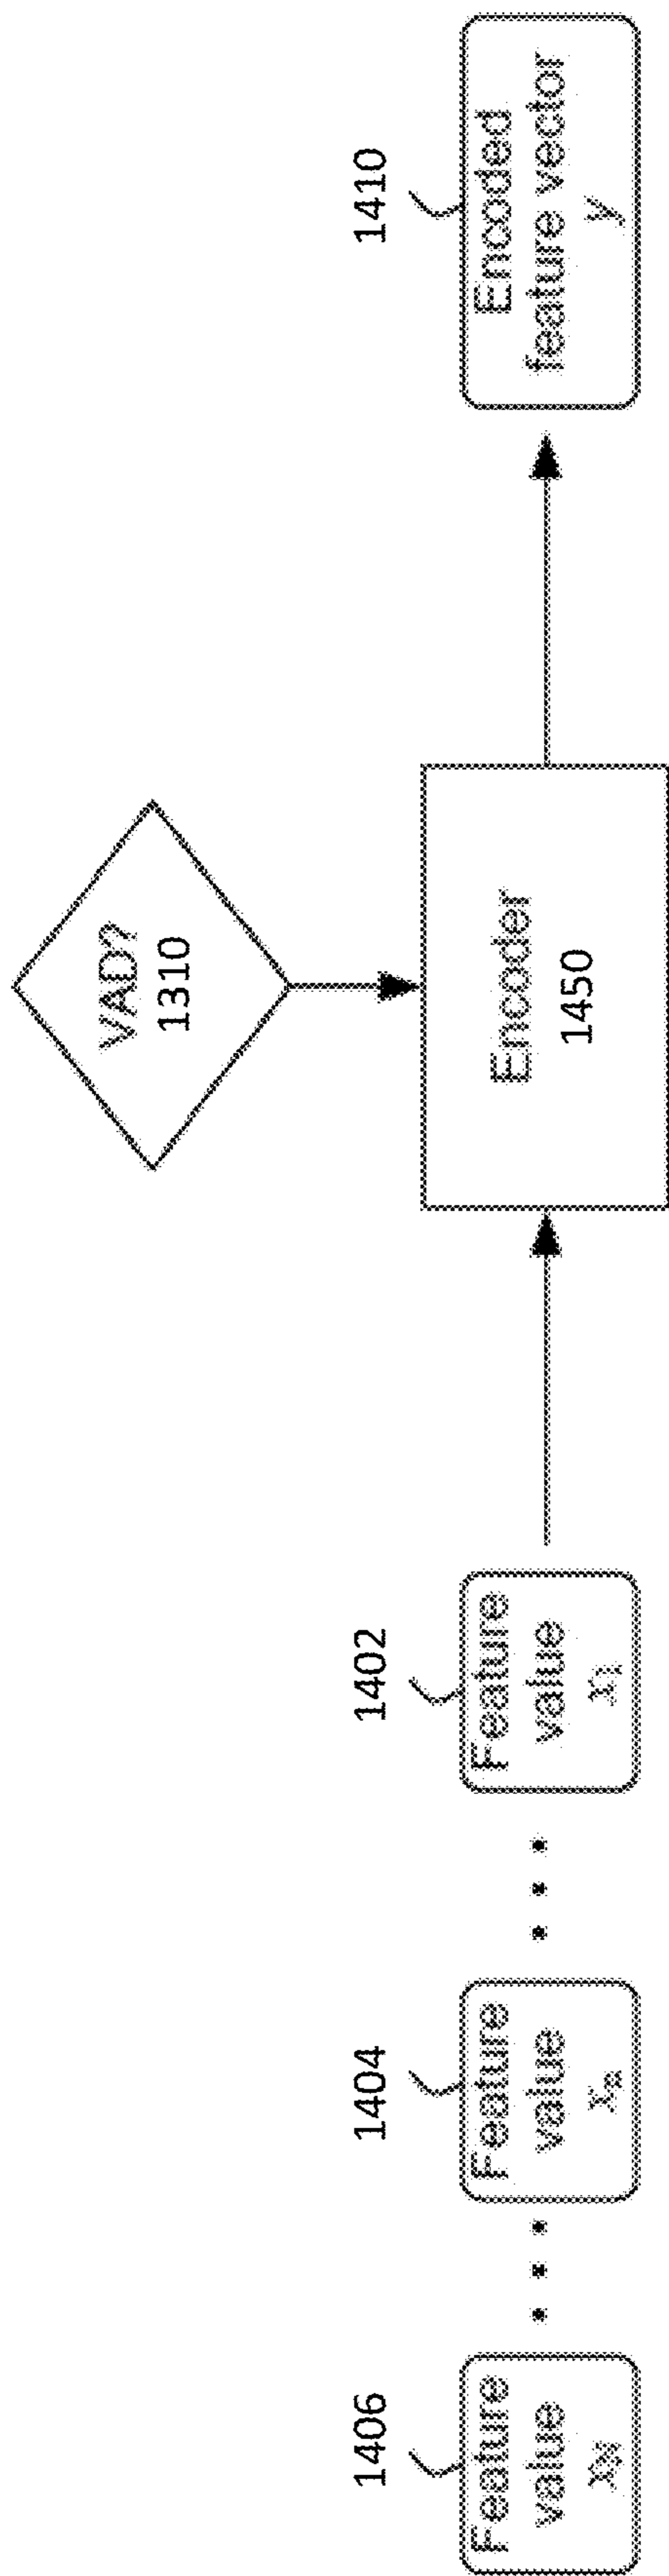 VAD?
1310
1406
Feature
value
xN
1404
Feature
value
xn
1402
Feature
value
x1
Encoder
1450
1410
Encoded
feature vector
y